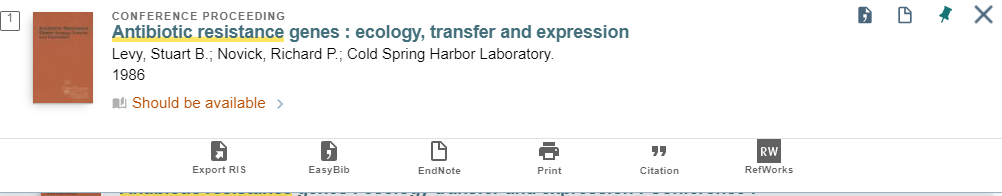 1
CONFERENCE PROCEEDING
Antibiotic resistance genes : ecology, transfer and expression
Levy, Stuart B.; Novick, Richard P.; Cold Spring Harbor Laboratory.
1986
Should be available
Export RIS
EasyBib
EndNote
Print
Citation
RW
RefWorks